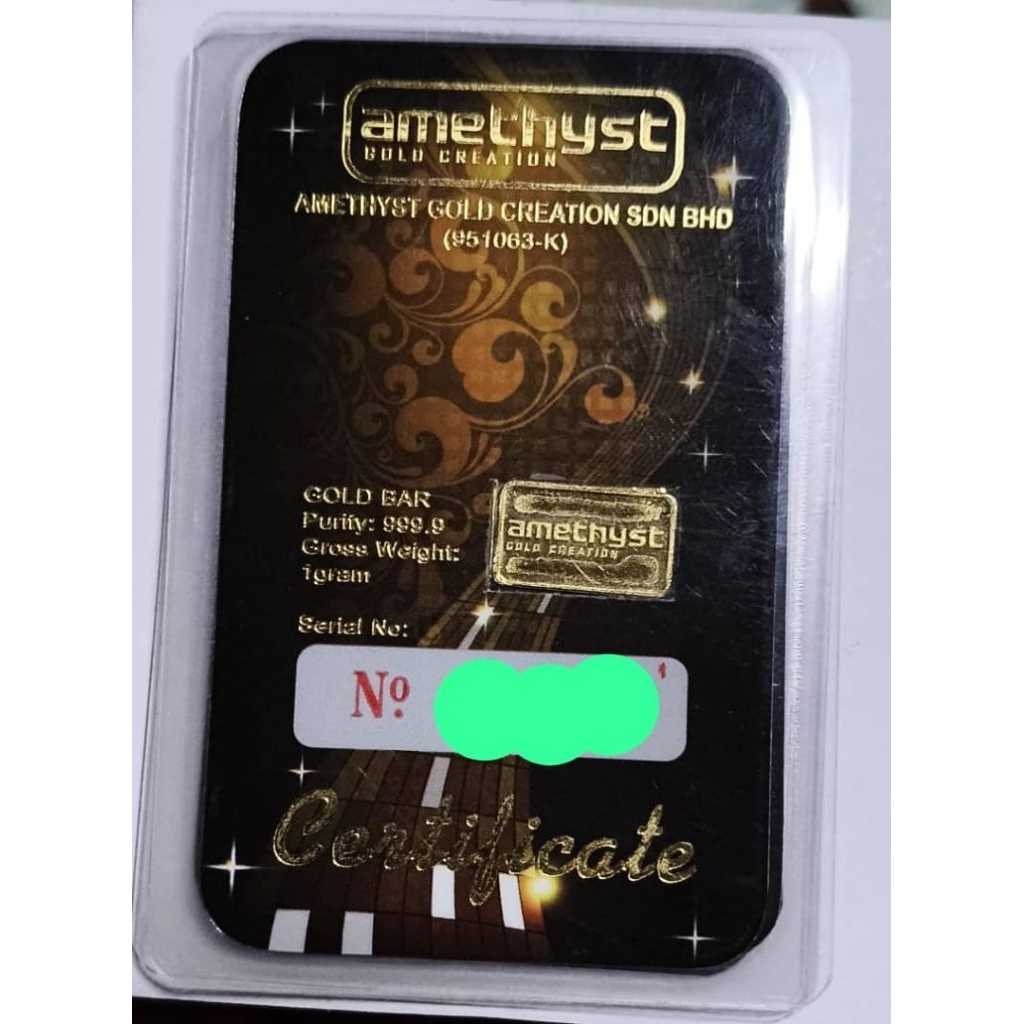 amethyst
GOLD CREATION
AMETHYST GOLD CREATION SDN BHD
(951063-K)
GOLD BAR
Purity: 999.9
Gross Weight:
1gram
amethyst
GOLD CREATION
Serial No:
Nº
Certificate